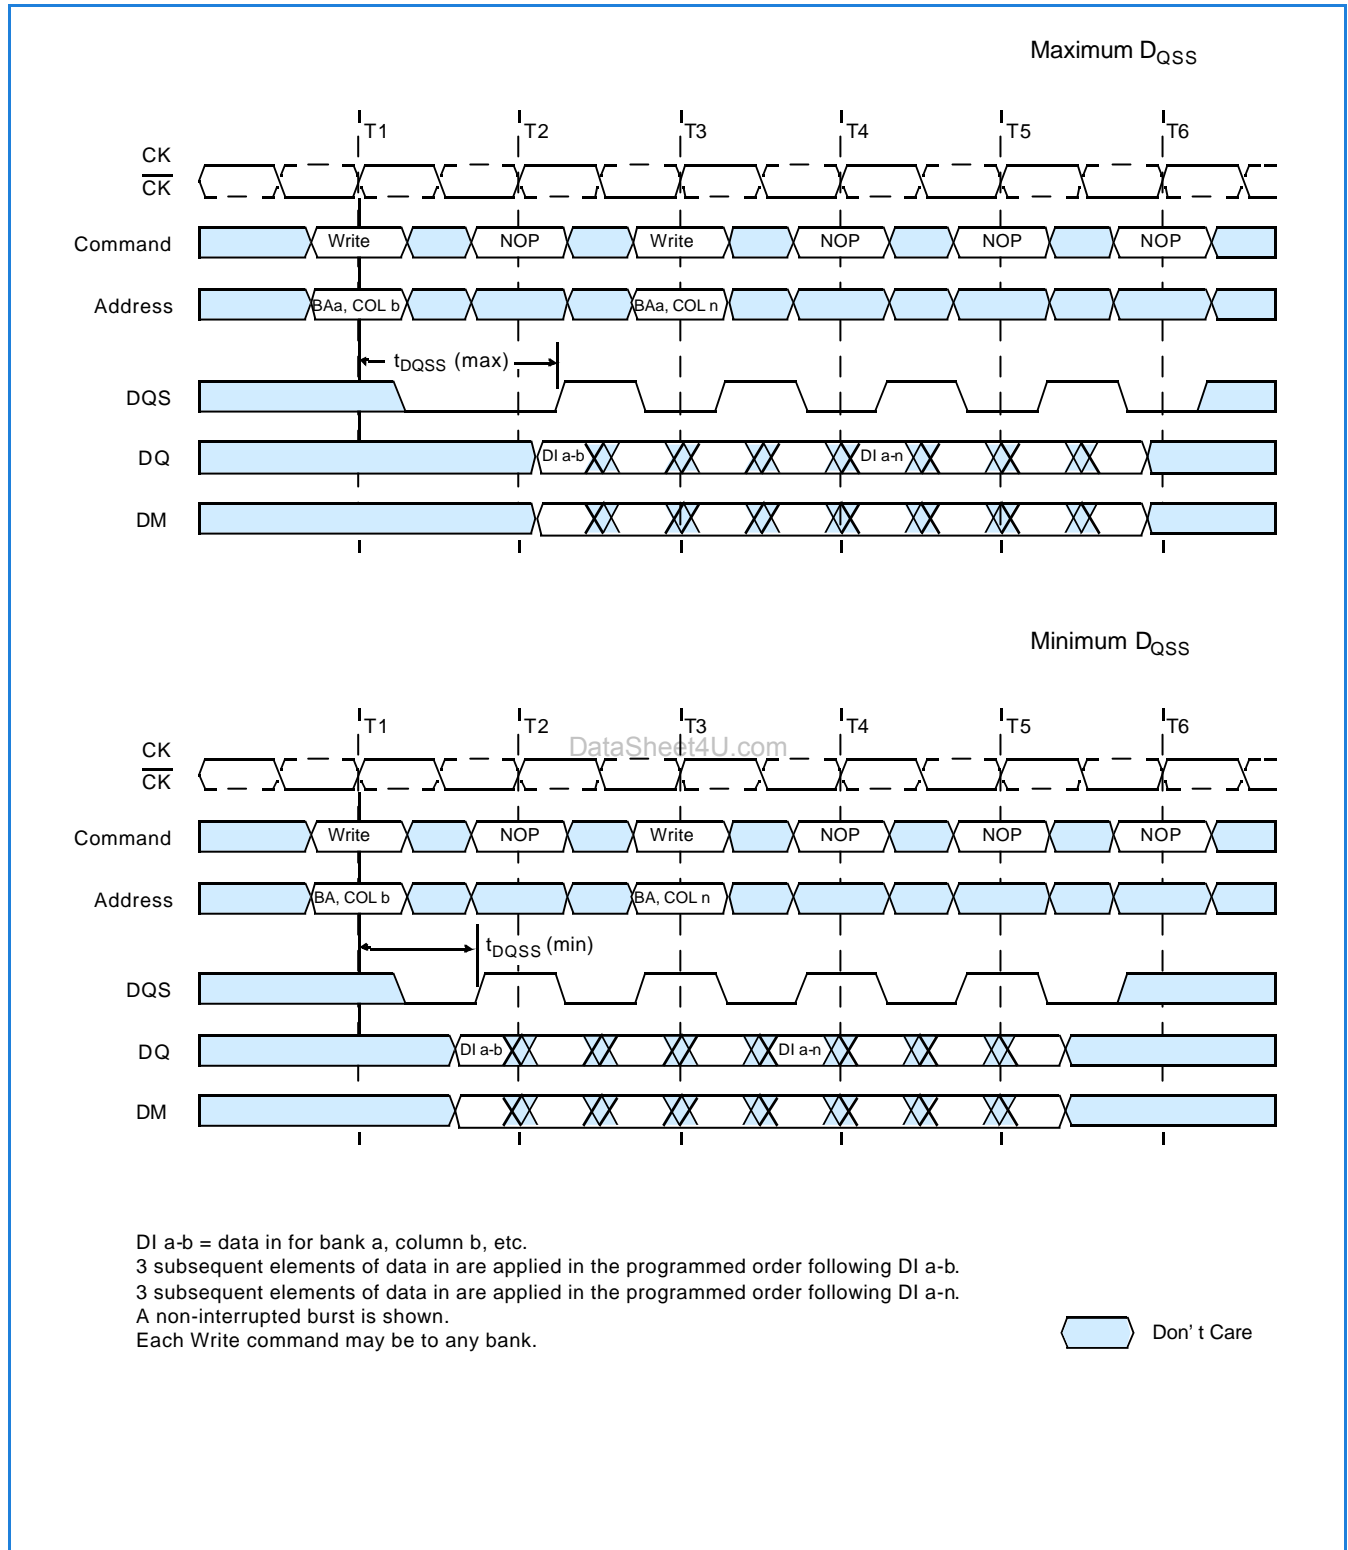 Maximum DQSS
T1 T2 T3 T4 T5 T6
CK
CK
Command Write NOP Write NOP NOP NOP
Address BAa, COL b BAa, COL n
tDQSS (max)
DQS
DQ DI a-b DI a-n
DM
Minimum DQSS
T1 T2 T3 T4 T5 T6
DataSheet4U.com
CK
CK
Command Write NOP Write NOP NOP NOP
Address BA, COL b BA, COL n
tDQSS (min)
DQS
DQ DI a-b DI a-n
DM
DI a-b = data in for bank a, column b, etc.
3 subsequent elements of data in are applied in the programmed order following DI a-b.
3 subsequent elements of data in are applied in the programmed order following DI a-n.
A non-interrupted burst is shown.
Each Write command may be to any bank.
Don' t Care